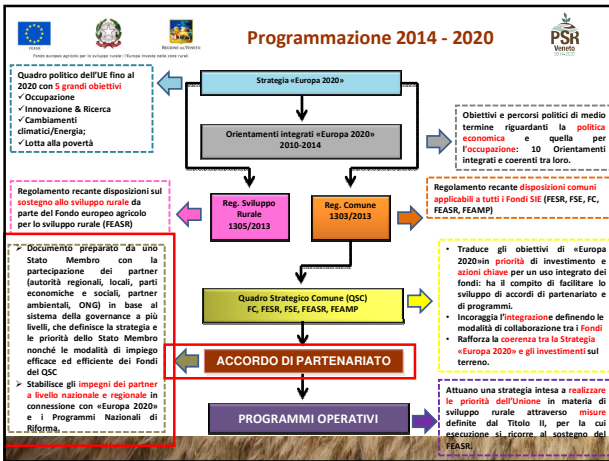 FEASR
REGIONE DEL VENETO
Fondo europeo agricolo per lo sviluppo rurale: l'Europa investe nelle zone rurali
Programmazione 2014 - 2020
PSR
Veneto
2014-2020
Quadro politico dell'UE fino al
2020 con 5 grandi obiettivi
✓Occupazione
✓Innovazione & Ricerca
✓Cambiamenti
climatici/Energia;
✓Lotta alla povertà
Strategia «Europa 2020»
Orientamenti integrati «Europa 2020»
2010-2014
Obiettivi e percorsi politici di medio
termine riguardanti la politica
economica e quella per
l'occupazione: 10 Orientamenti
integrati e coerenti tra loro.
Regolamento recante disposizioni sul
sostegno allo sviluppo rurale da
parte del Fondo europeo agricolo
per lo sviluppo rurale (FEASR)
Reg. Sviluppo
Rurale
1305/2013
Reg. Comune
1303/2013
Regolamento recante disposizioni comuni
applicabili a tutti i Fondi SIE (FESR, FSE, FC,
FEASR, FEAMP)
➢ Documento preparato da uno
Stato Membro con la
partecipazione dei partner
(autorità regionali, locali, parti
economiche e sociali, partner
ambientali, ONG) in base al
sistema della governance a più
livelli, che definisce la strategia e
le priorità dello Stato Membro
nonché le modalità di impiego
efficace ed efficiente dei Fondi
del QSC
➢ Stabilisce gli impegni dei partner
a livello nazionale e regionale in
connessione con «Europa 2020»
e i Programmi Nazionali di
Riforma.
Quadro Strategico Comune (QSC)
FC, FESR, FSE, FEASR, FEAMP
• Traduce gli obiettivi di «Europa
2020»in priorità di investimento e
azioni chiave per un uso integrato dei
fondi: ha il compito di facilitare lo
sviluppo di accordi di partenariato e
di programmi.
• Incoraggia l'integrazione definendo le
modalità di collaborazione tra i Fondi
• Rafforza la coerenza tra la Strategia
«Europa 2020» e gli investimenti sul
terreno.
ACCORDO DI PARTENARIATO
PROGRAMMI OPERATIVI
Attuano una strategia intesa a realizzare
le priorità dell'Unione in materia di
sviluppo rurale attraverso misure
definite dal Titolo II, per la cui
esecuzione si ricorre al sostegno del
FEASR.